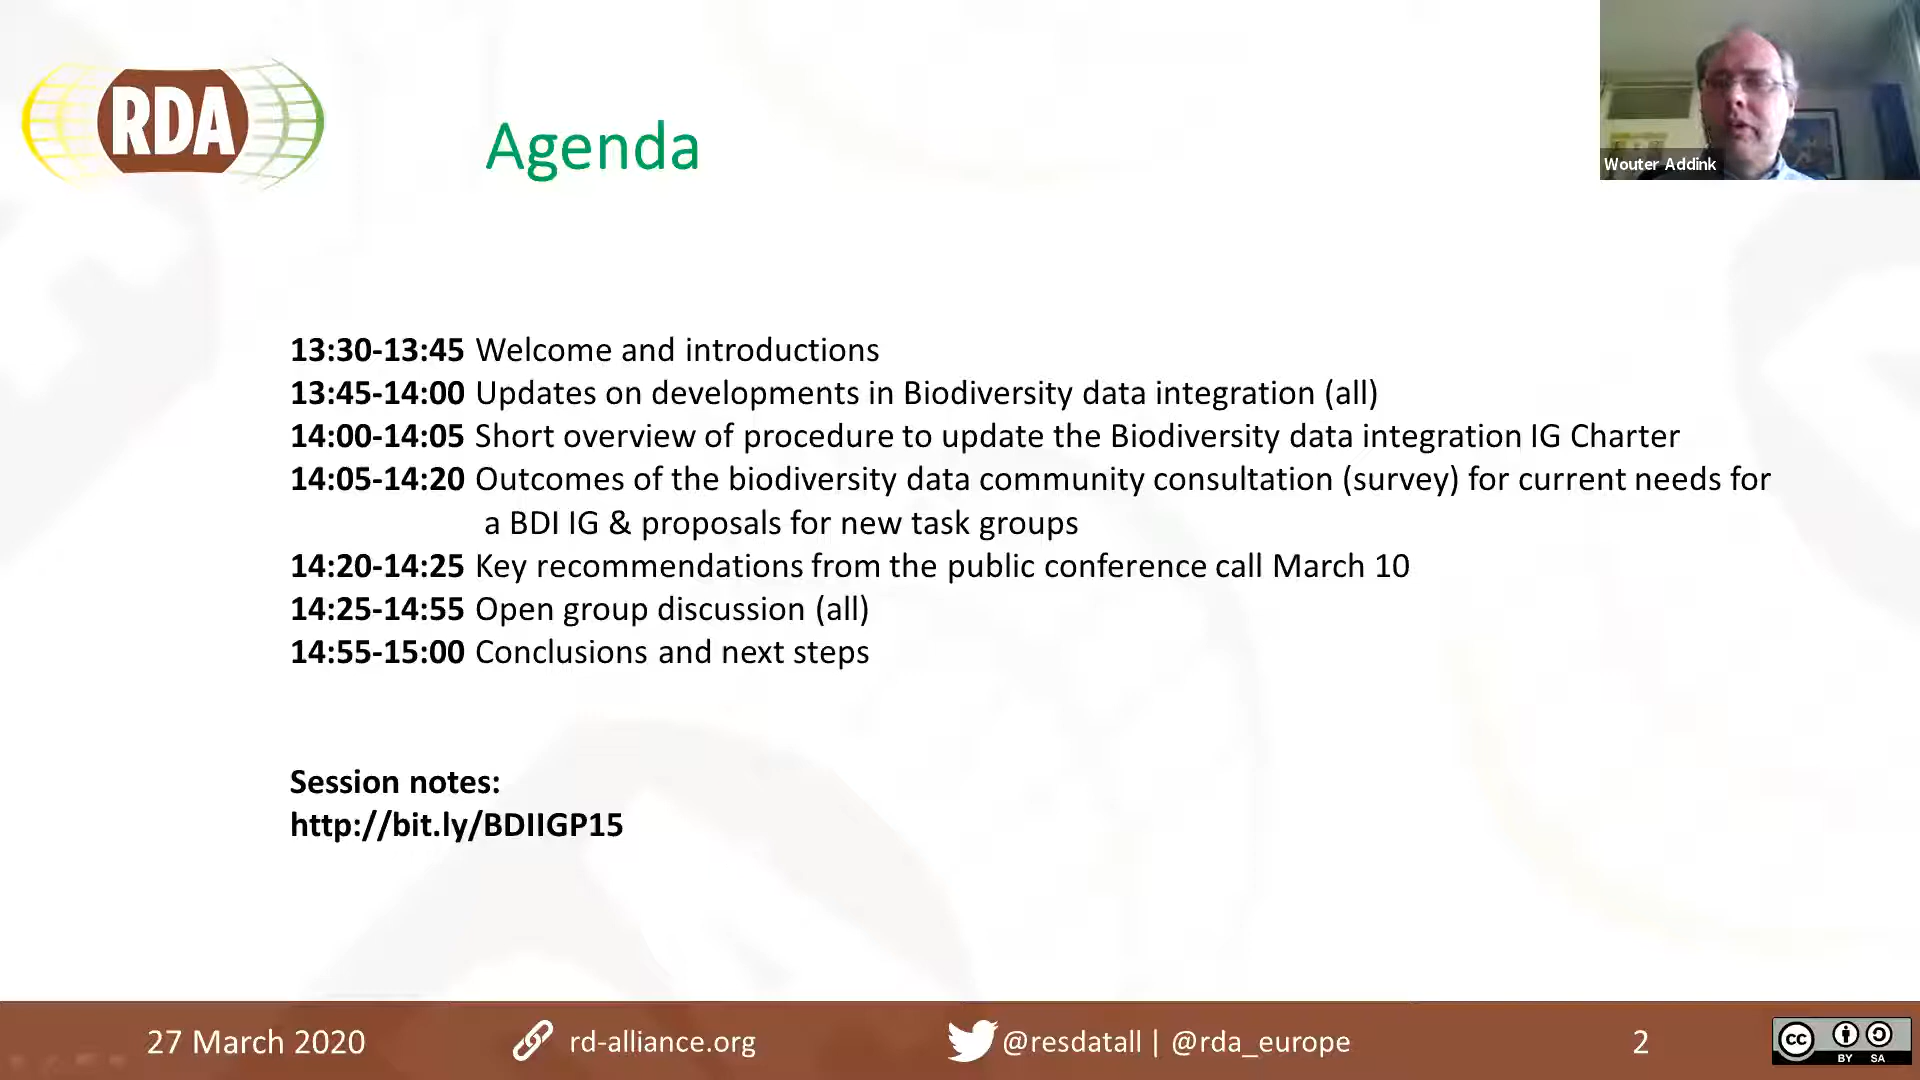 RDA
Agenda
Wouter Addink
13:30-13:45 Welcome and introductions
13:45-14:00 Updates on developments in Biodiversity data integration (all)
14:00-14:05 Short overview of procedure to update the Biodiversity data integration IG Charter
14:05-14:20 Outcomes of the biodiversity data community consultation (survey) for current needs for
a BDI IG & proposals for new task groups
14:20-14:25 Key recommendations from the public conference call March 10
14:25-14:55 Open group discussion (all)
14:55-15:00 Conclusions and next steps
Session notes:
http://bit.ly/BDIIGP15
27 March 2020
rd-alliance.org
@resdatall | @rda_europe
2
cc
BY SA